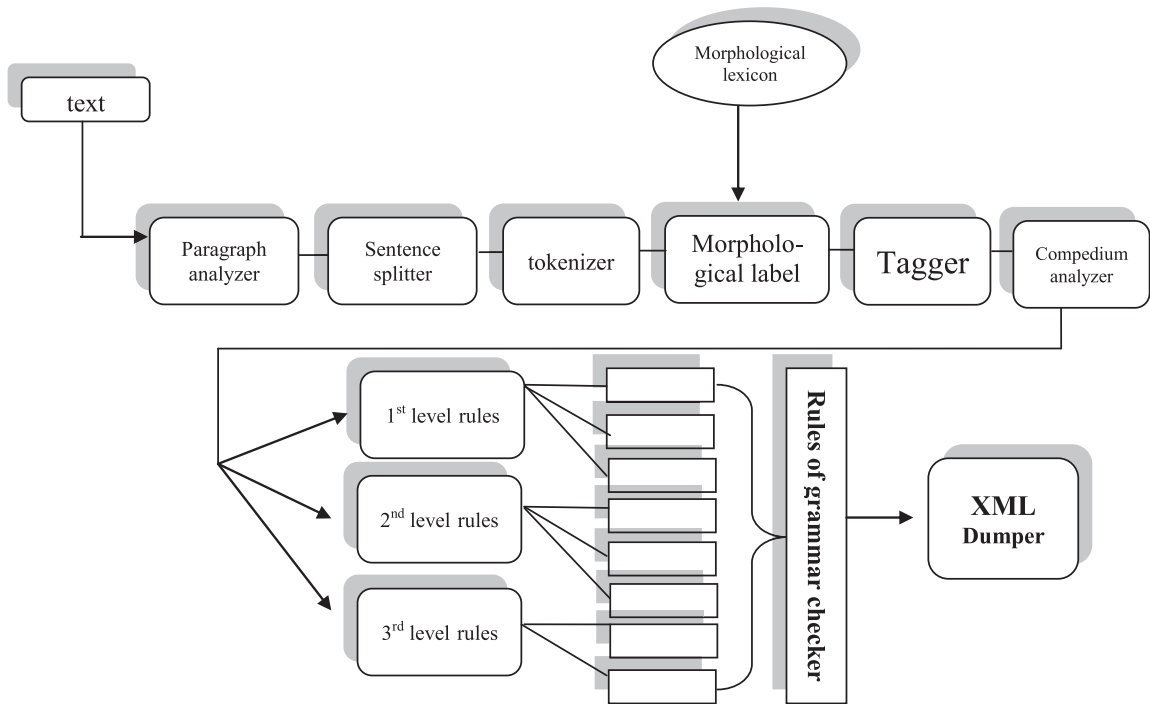 text
Morphological
lexicon
Paragraph
analyzer
Sentence
splitter
tokenizer
Morpholo-
gical label
Tagger
Compedium
analyzer
1st level rules
2nd level rules
3rd level rules
Rules of grammar checker
XML
Dumper